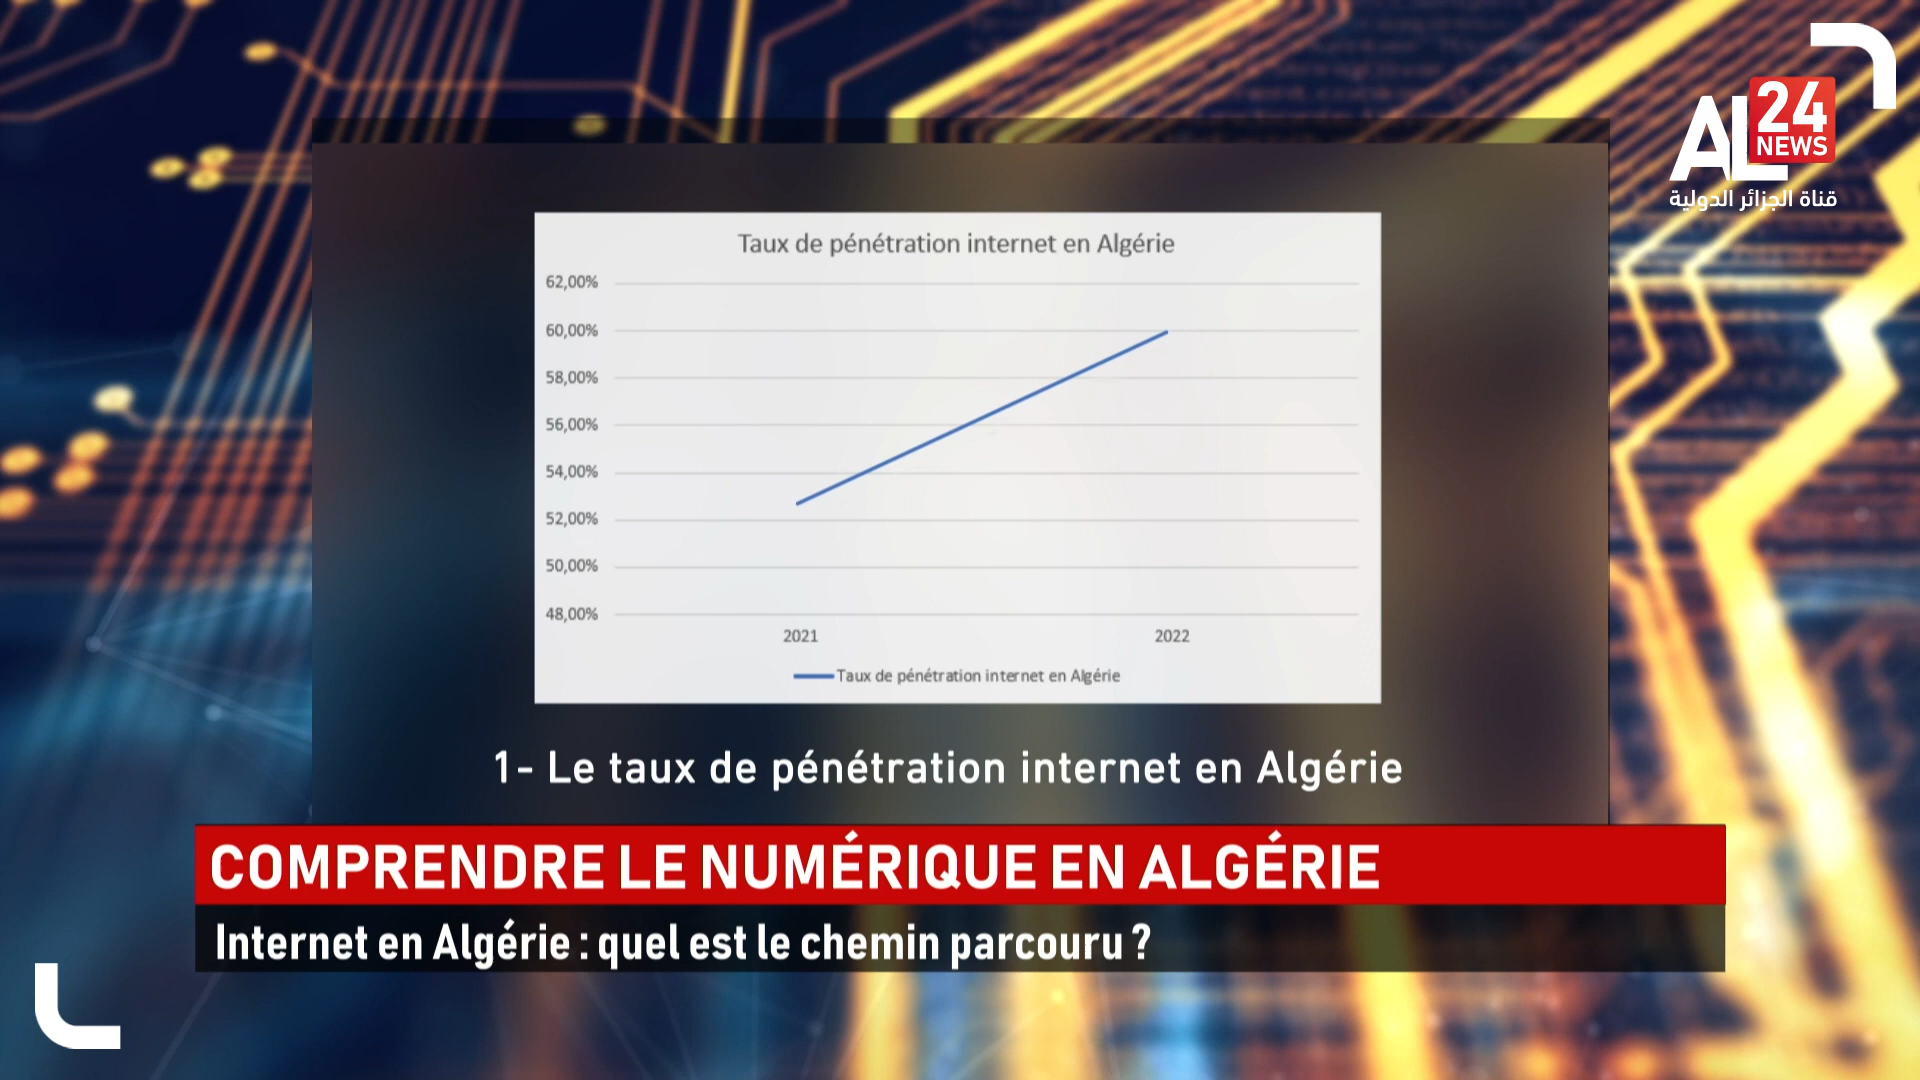 AL
24
NEWS
قناة الجزائر الدولية
Taux de pénétration internet en Algérie
62,00%
60,00%
58,00%
56,00%
54,00%
52,00%
50,00%
48,00%
2021 2022
Taux de pénétration internet en Algérie
1- Le taux de pénétration internet en Algérie
COMPRENDRE LE NUMÉRIQUE EN ALGÉRIE
Internet en Algérie : quel est le chemin parcouru ?